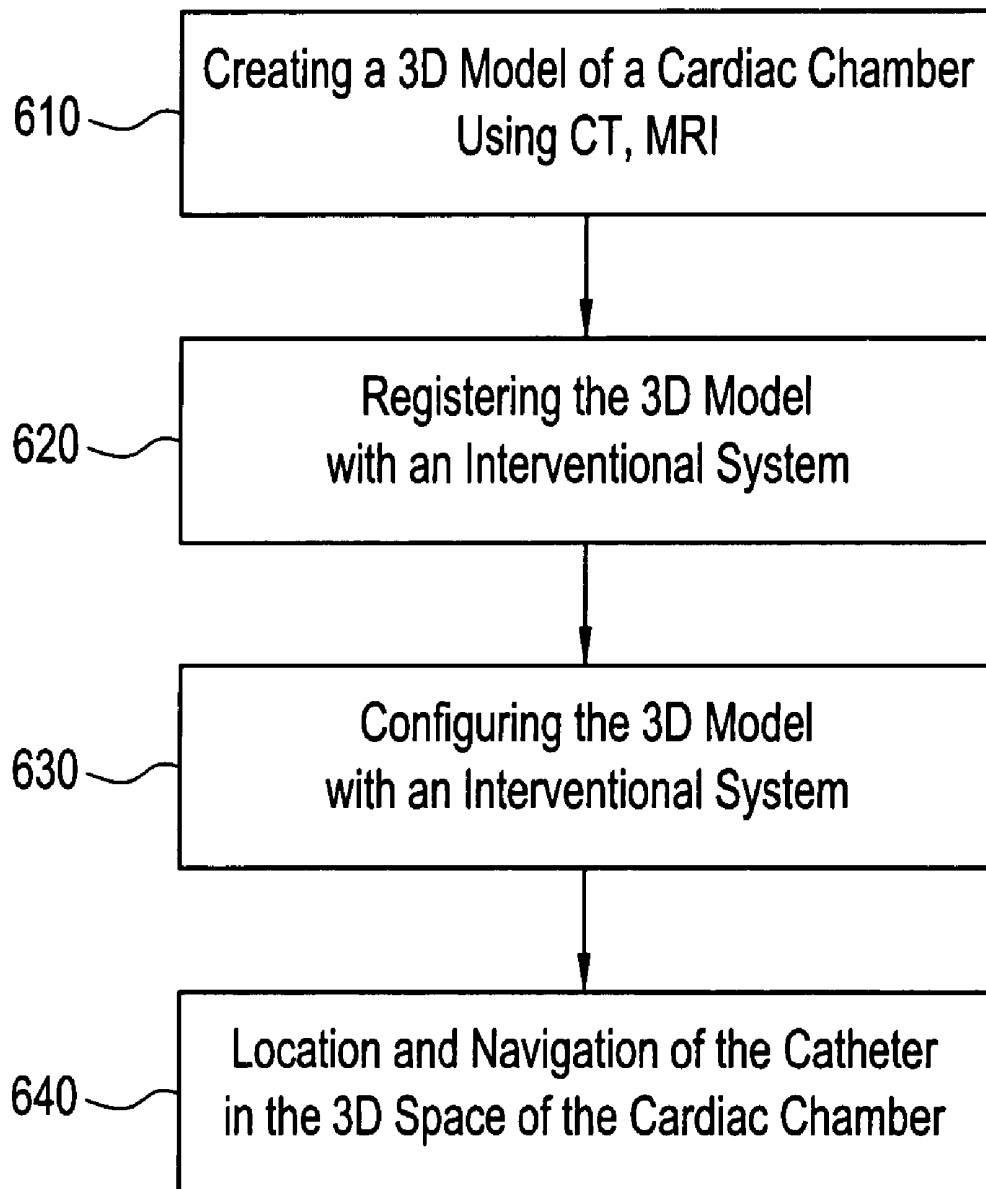 610
Creating a 3D Model of a Cardiac Chamber
Using CT, MRI
620
Registering the 3D Model
with an Interventional System
630
Configuring the 3D Model
with an Interventional System
640
Location and Navigation of the Catheter
in the 3D Space of the Cardiac Chamber